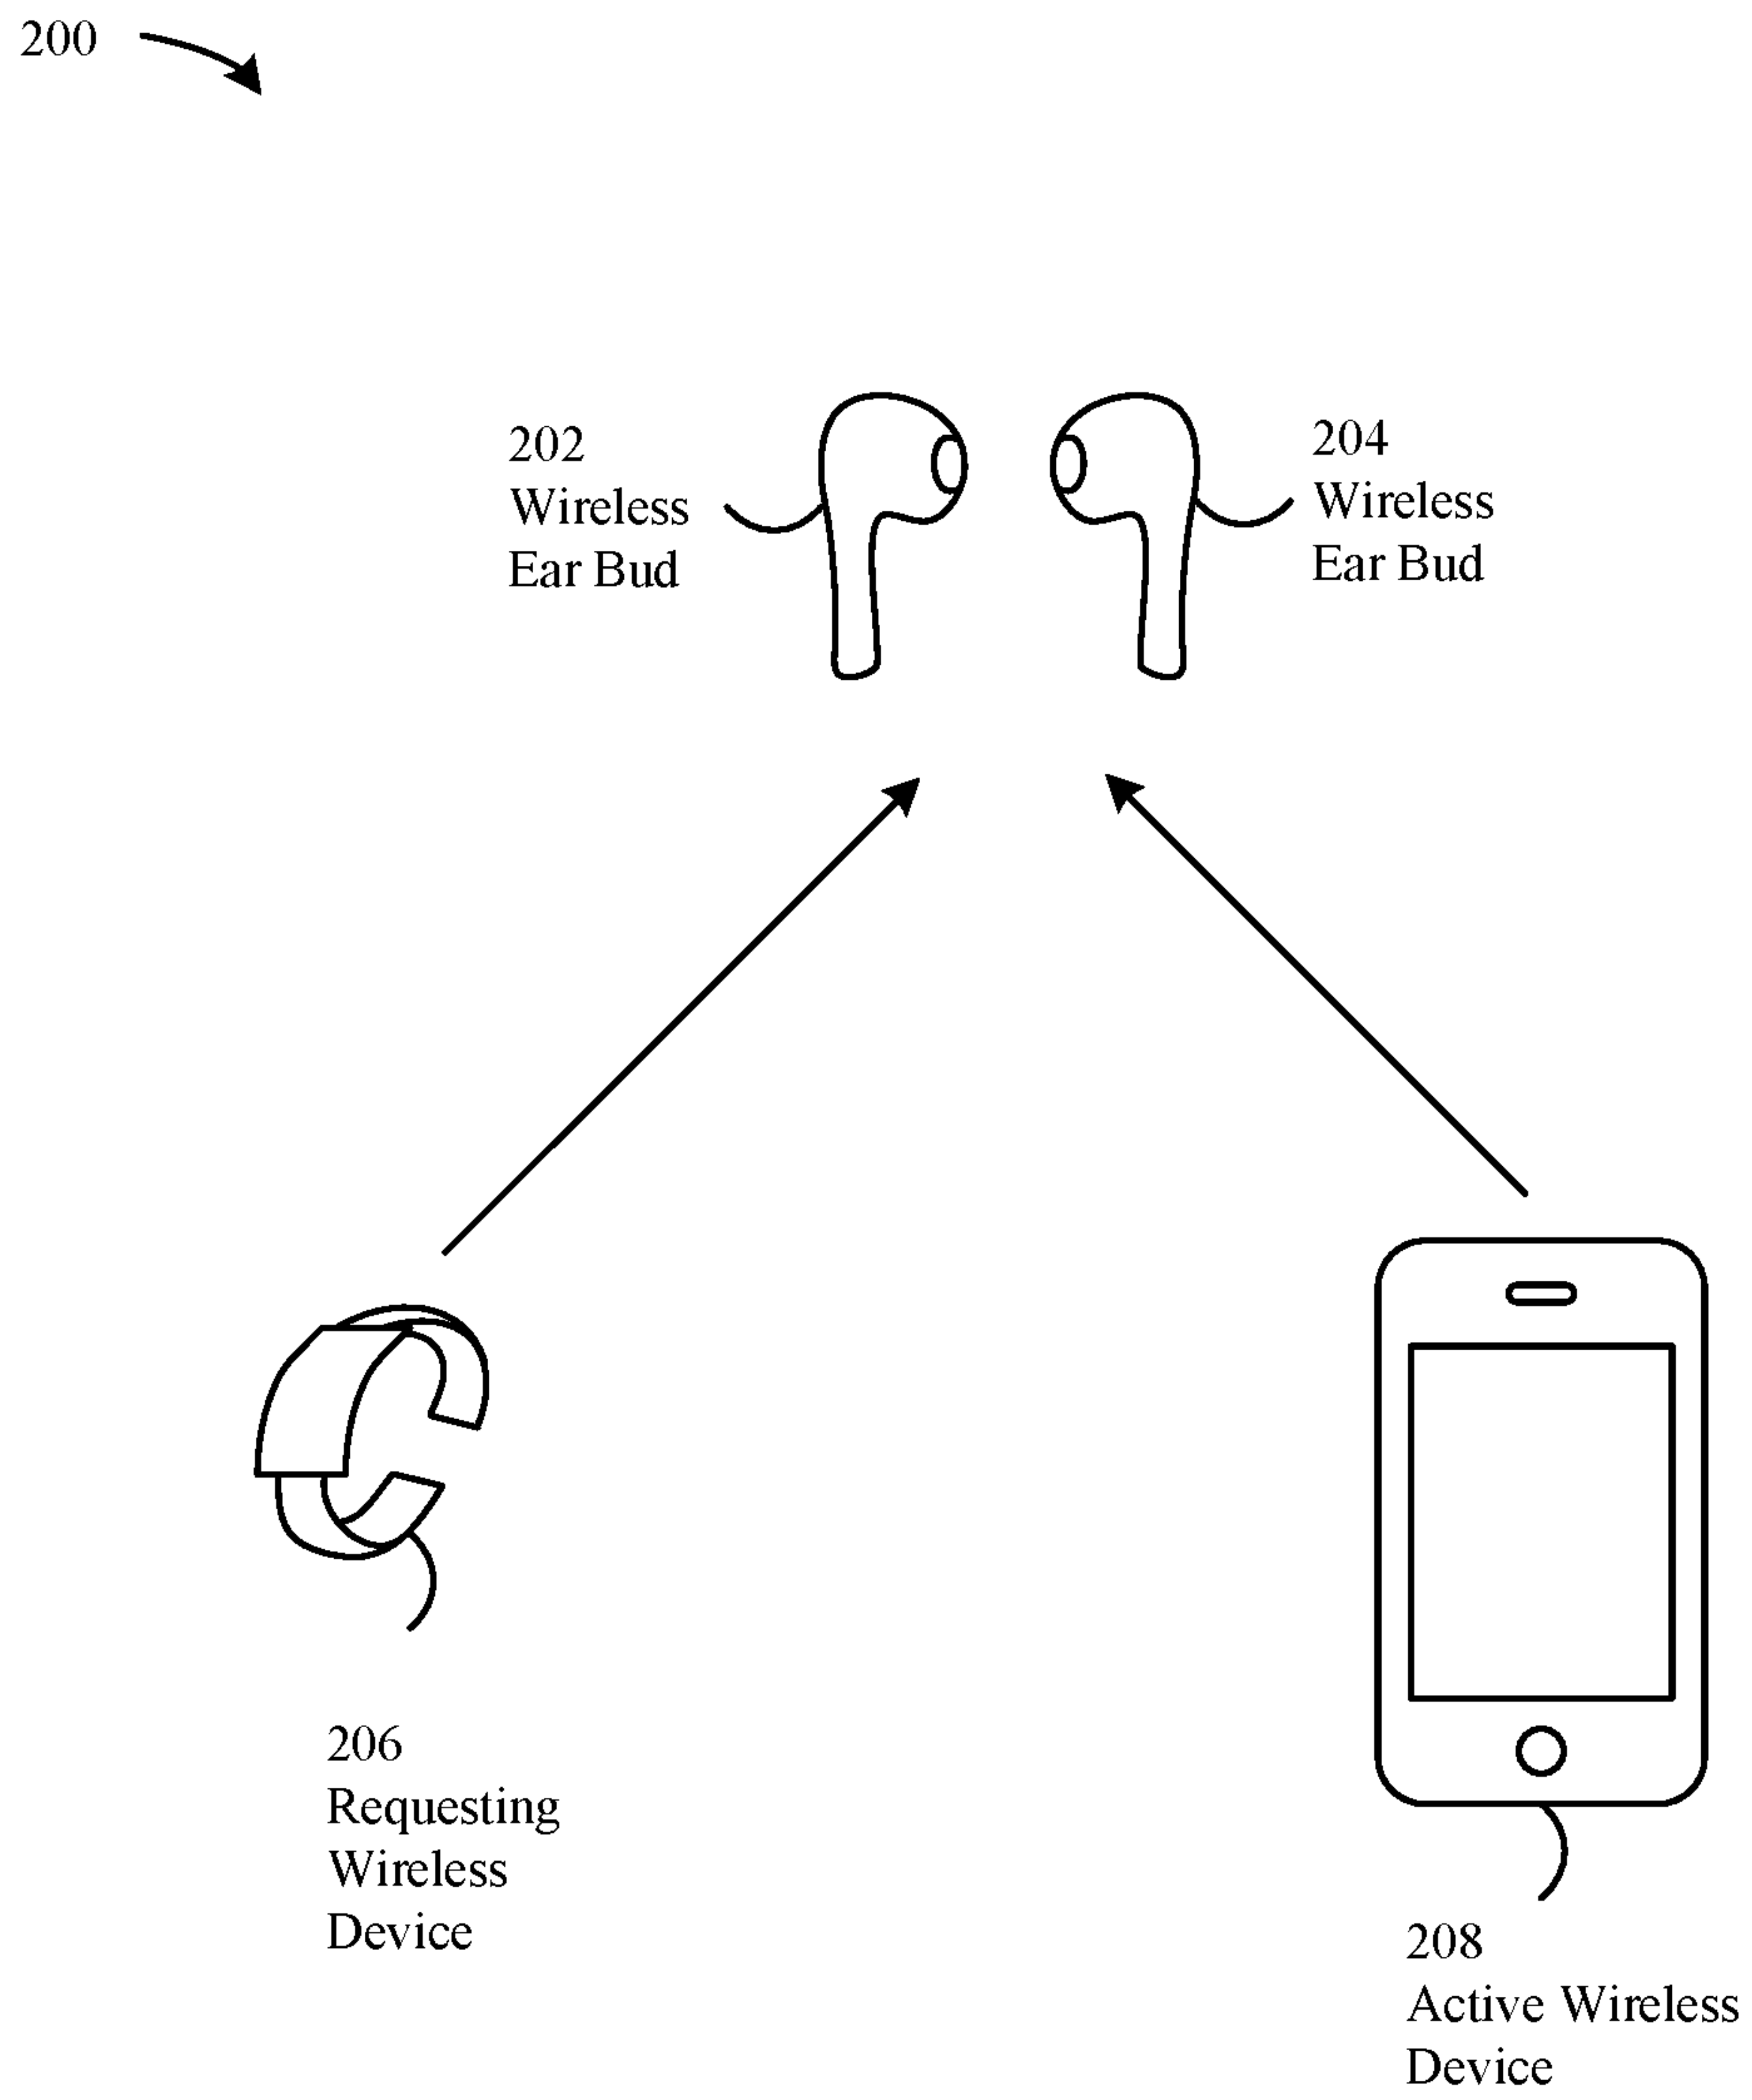 200
202
Wireless
Ear Bud
204
Wireless
Ear Bud
206
Requesting
Wireless
Device
208
Active Wireless
Device